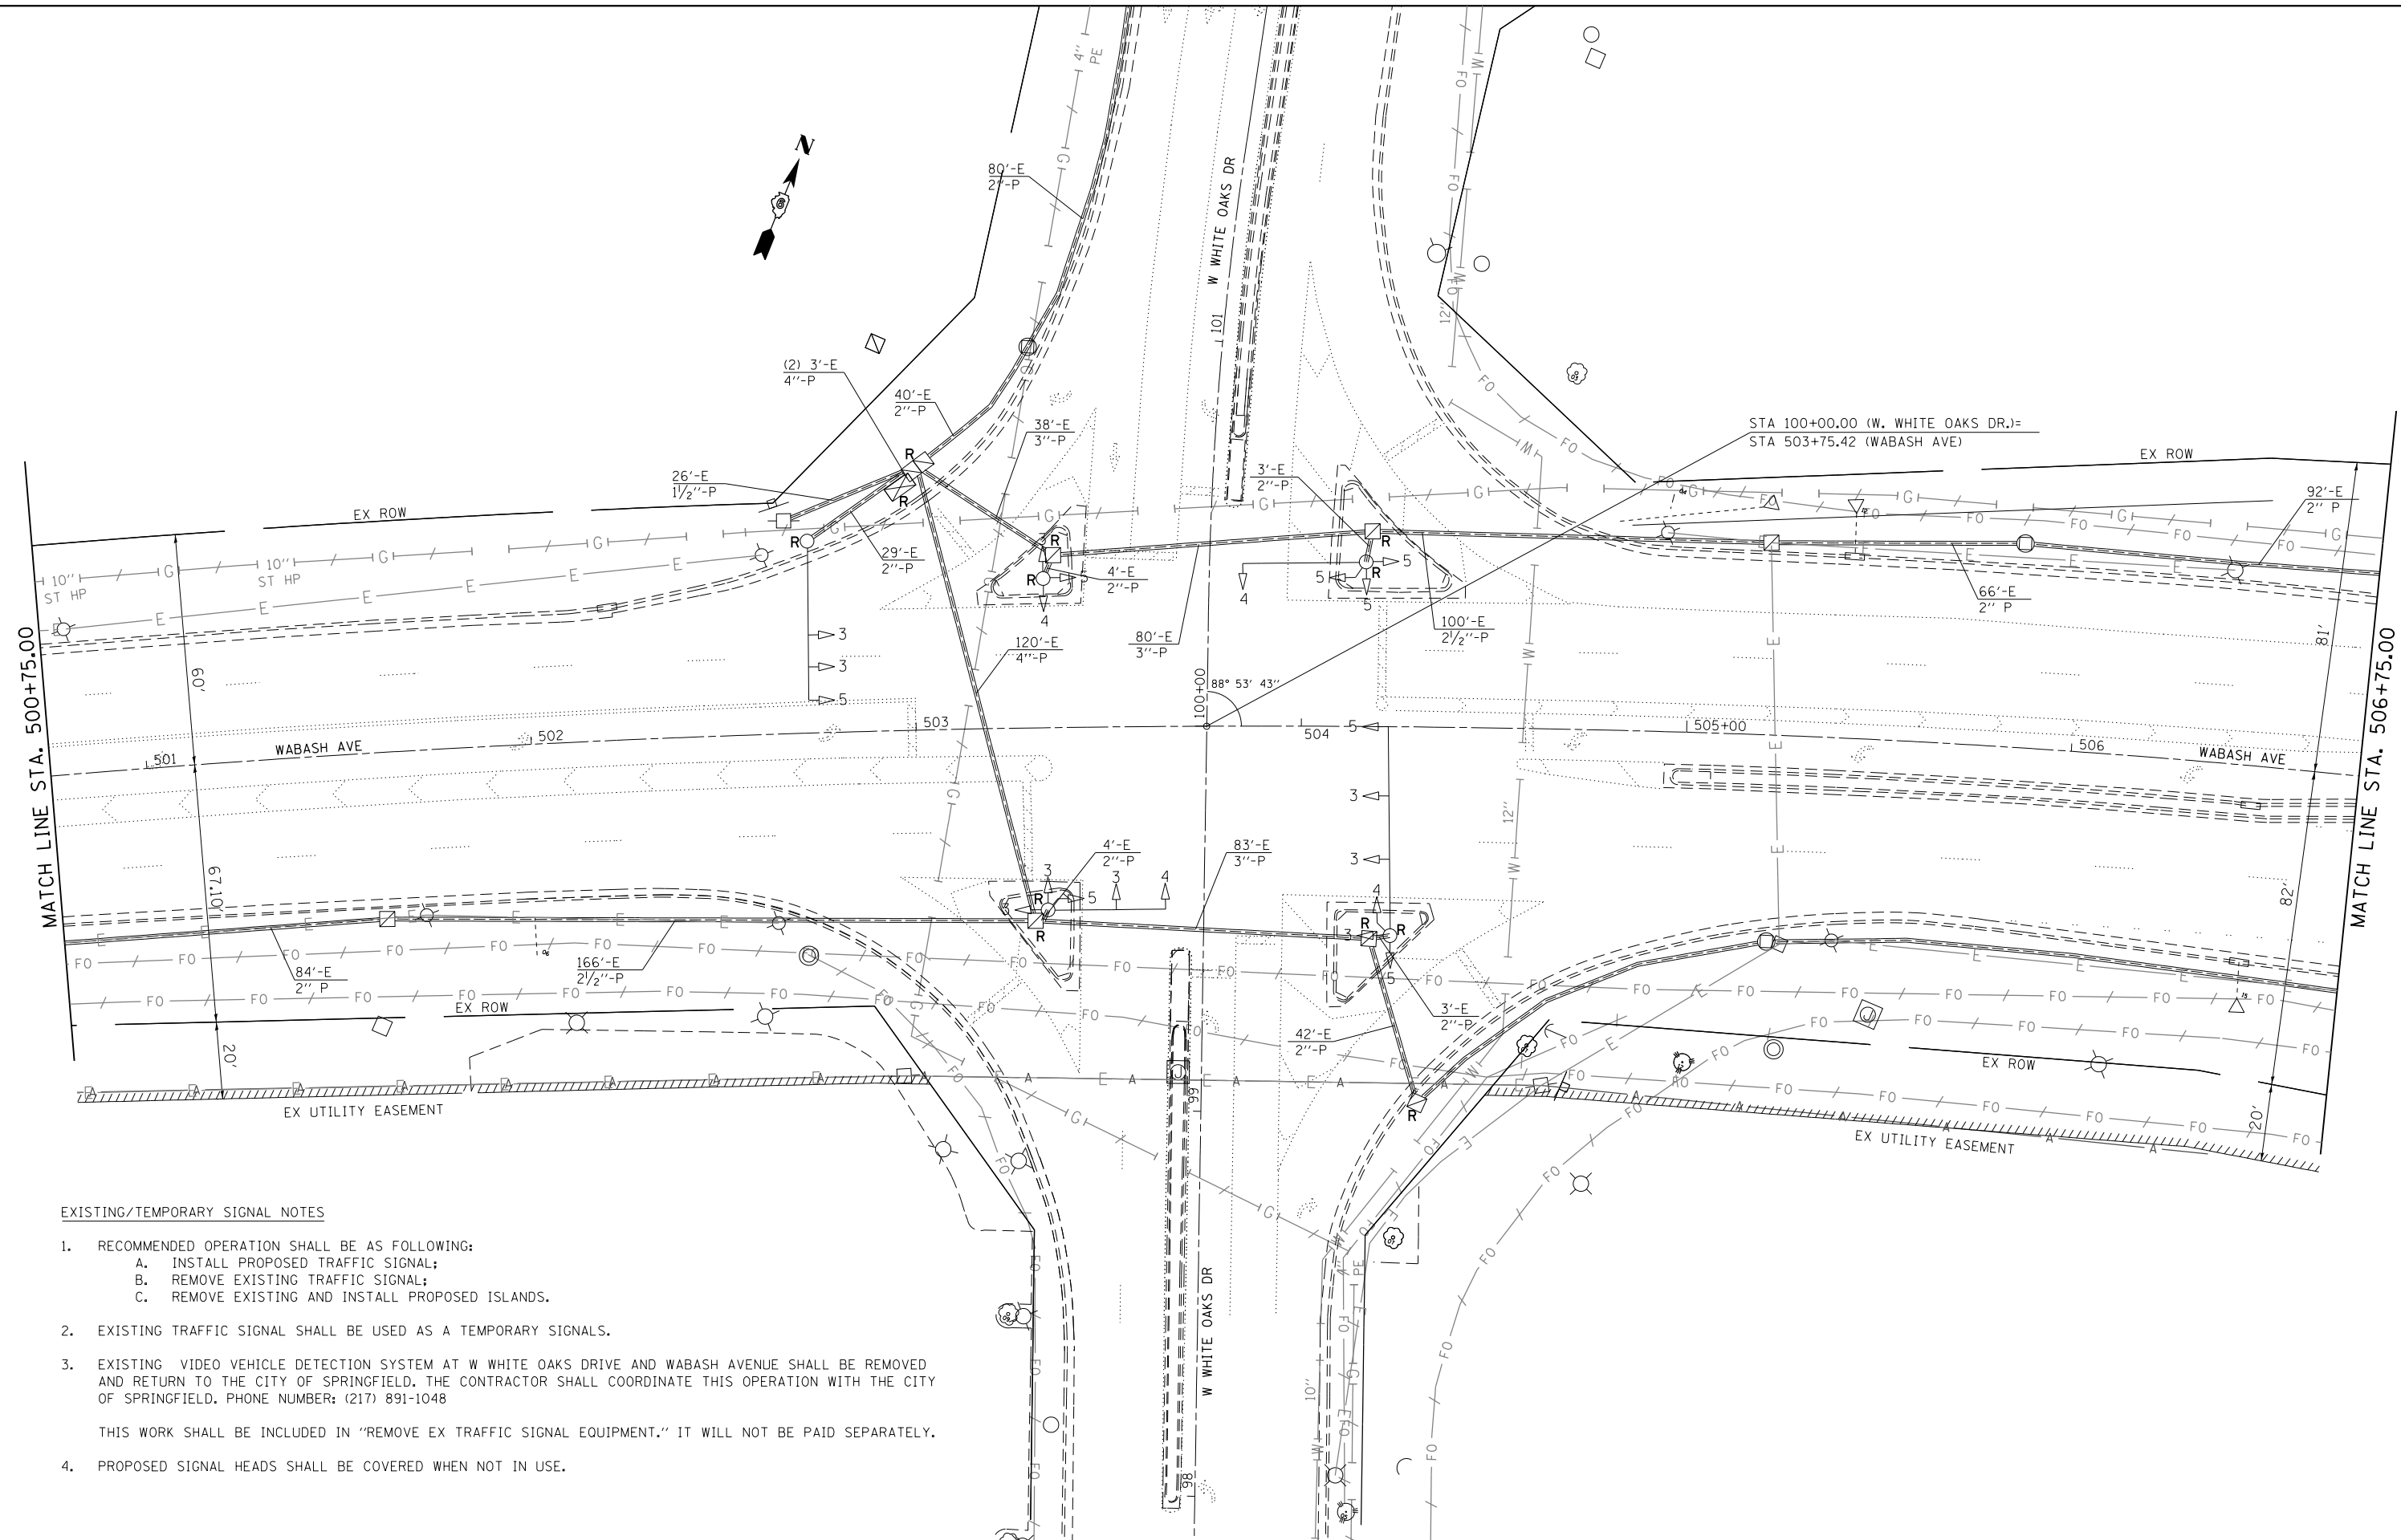 4'' PE
N
80'-E
2''-P
W WHITE OAKS DR
101
12''
(2) 3'-E
4''-P
40'-E
2''-P
38'-E
3''-P
STA 100+00.00 (W. WHITE OAKS DR.)=
STA 503+75.42 (WABASH AVE)
EX ROW
26'-E
1½''-P
3'-E
2''-P
92'-E
2'' P
EX ROW
29'-E
2''-P
10'' ST HP
10'' ST HP
4'-E
2''-P
66'-E
2'' P
100'-E
2½''-P
80'-E
3''-P
120'-E
4''-P
60'
81'
MATCH LINE STA. 500+75.00
MATCH LINE STA. 506+75.00
88° 53' 43''
100+00
501
WABASH AVE
502
503
504
505+00
506
WABASH AVE
12''
4'-E
2''-P
83'-E
3''-P
67.10'
82'
84'-E
2'' P
166'-E
2½''-P
3'-E
2''-P
42'-E
2''-P
EX ROW
EX ROW
20'
20'
EX UTILITY EASEMENT
EX UTILITY EASEMENT
99
W WHITE OAKS DR
4'' PE
10''
98
EXISTING/TEMPORARY SIGNAL NOTES
1. RECOMMENDED OPERATION SHALL BE AS FOLLOWING:
A. INSTALL PROPOSED TRAFFIC SIGNAL;
B. REMOVE EXISTING TRAFFIC SIGNAL;
C. REMOVE EXISTING AND INSTALL PROPOSED ISLANDS.
2. EXISTING TRAFFIC SIGNAL SHALL BE USED AS A TEMPORARY SIGNALS.
3. EXISTING VIDEO VEHICLE DETECTION SYSTEM AT W WHITE OAKS DRIVE AND WABASH AVENUE SHALL BE REMOVED
AND RETURN TO THE CITY OF SPRINGFIELD. THE CONTRACTOR SHALL COORDINATE THIS OPERATION WITH THE CITY
OF SPRINGFIELD. PHONE NUMBER: (217) 891-1048
THIS WORK SHALL BE INCLUDED IN "REMOVE EX TRAFFIC SIGNAL EQUIPMENT." IT WILL NOT BE PAID SEPARATELY.
4. PROPOSED SIGNAL HEADS SHALL BE COVERED WHEN NOT IN USE.